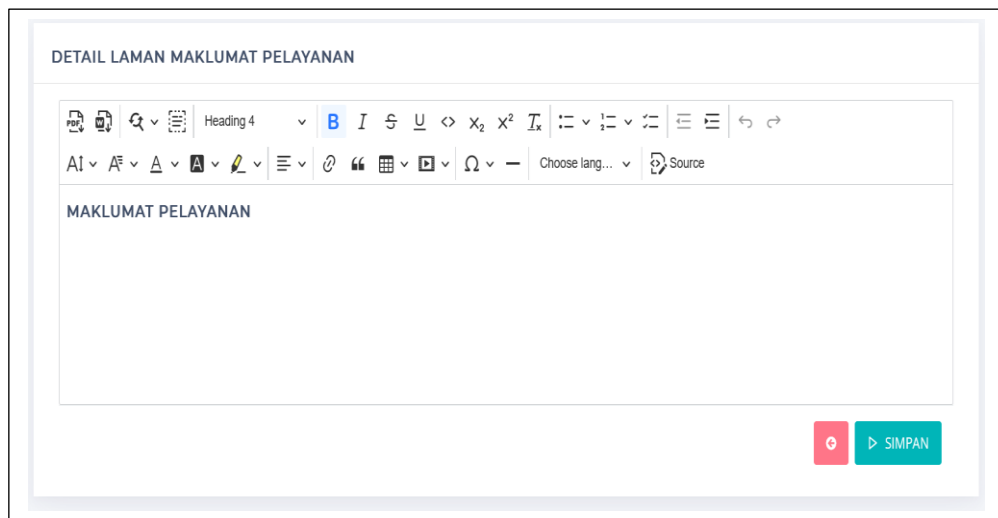 DETAIL LAMAN MAKLUMAT PELAYANAN
Heading 4
Choose lang... Source
MAKLUMAT PELAYANAN
SIMPAN